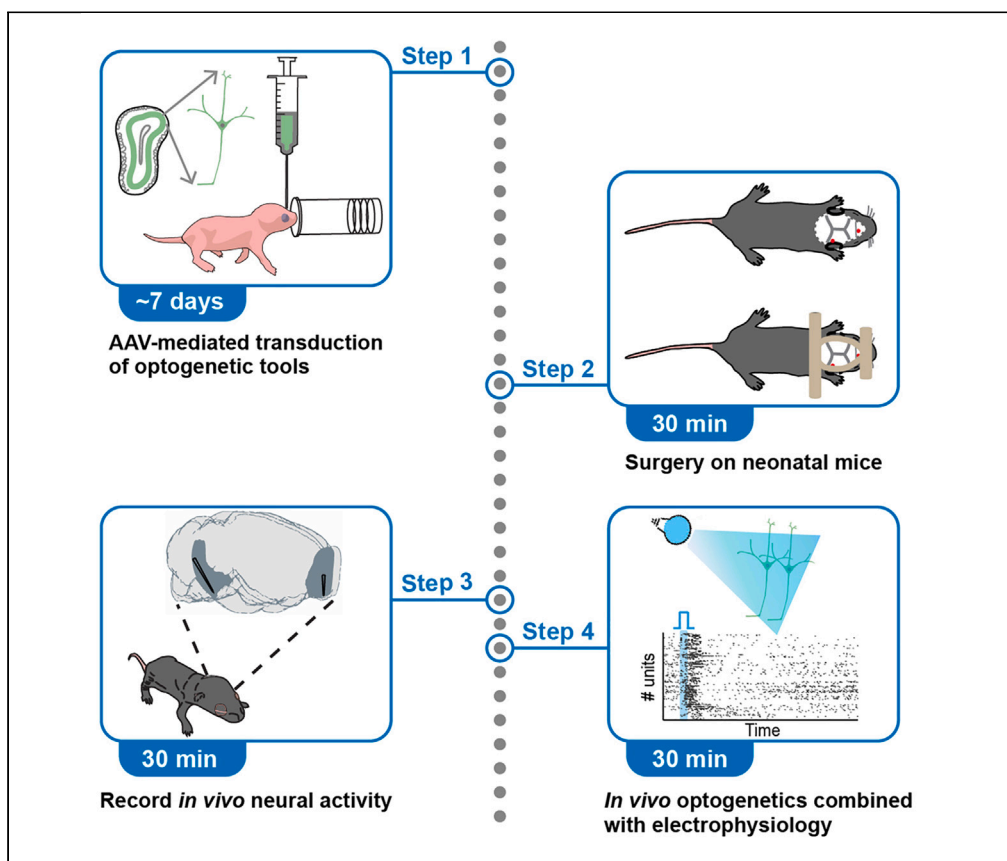 Step 1
~7 days
AAV-mediated transduction
of optogenetic tools
Step 2
30 min
Surgery on neonatal mice
Step 3
30 min
Record in vivo neural activity
Step 4
# units
Time
30 min
In vivo optogenetics combined
with electrophysiology